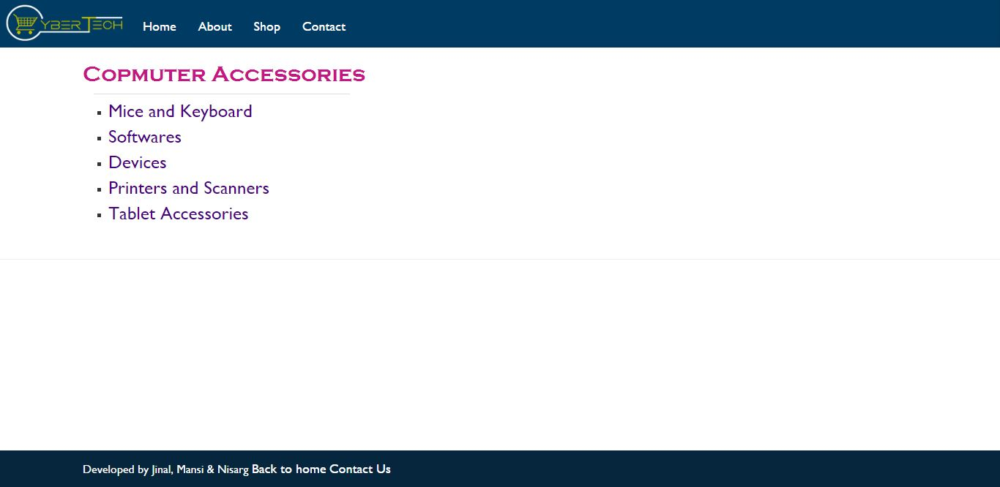 YBERTECH
Home About Shop Contact
Copmuter Accessories
Mice and Keyboard
Softwares
Devices
Printers and Scanners
Tablet Accessories
Developed by Jinal, Mansi & Nisarg Back to home Contact Us